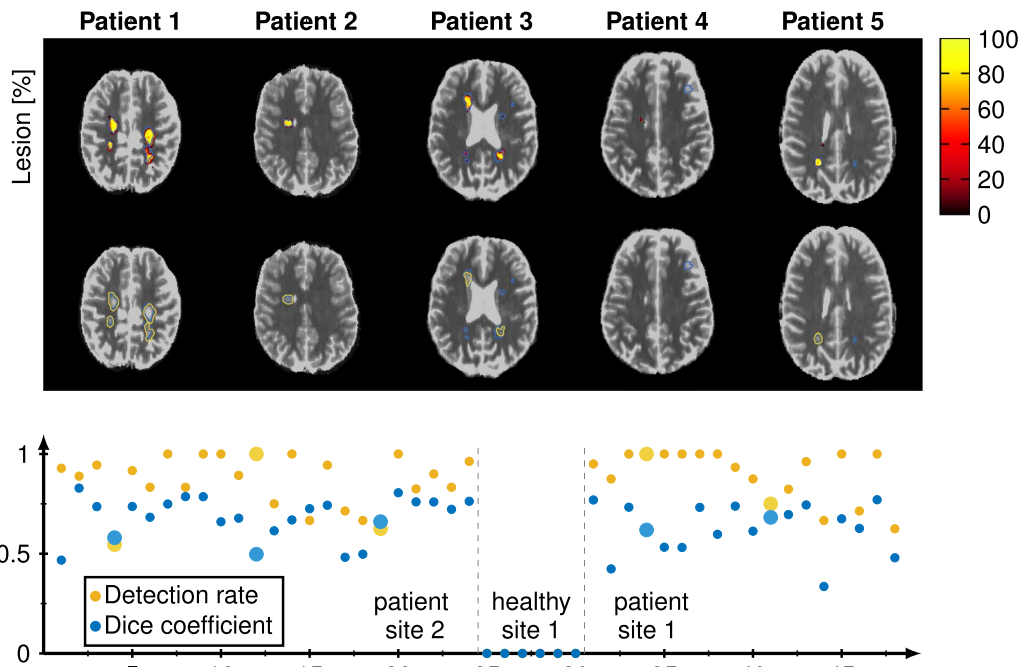 Patient 1 Patient 2 Patient 3 Patient 4 Patient 5
Lesion [%]
100
80
60
40
20
0
1
0.5
0
Detection rate
Dice coefficient
patient
site 2
healthy
site 1
patient
site 1